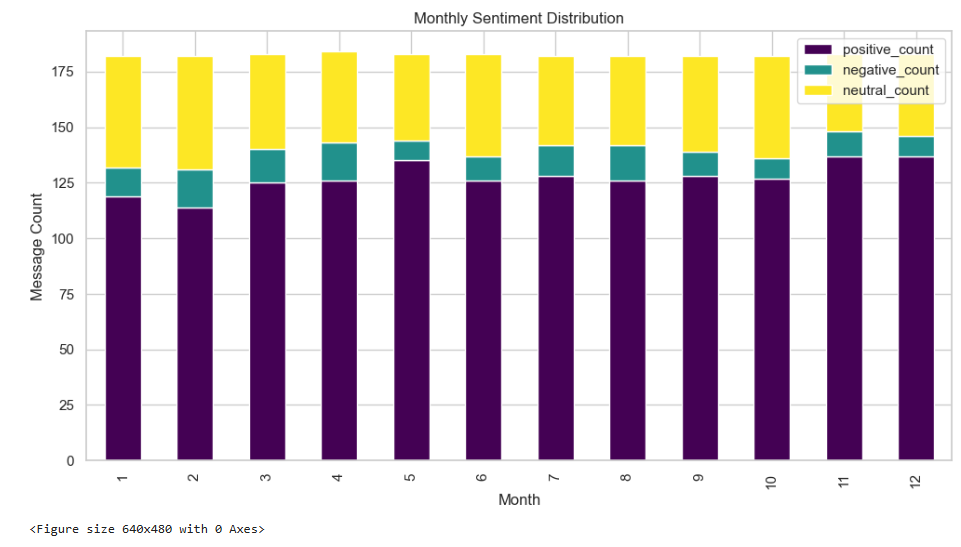 Monthly Sentiment Distribution
positive_count
negative_count
neutral_count
175
150
125
100
75
50
25
0
Message Count
1 2 3 4 5 6 7 8 9 10 11 12
Month
<Figure size 640x480 with 0 Axes>